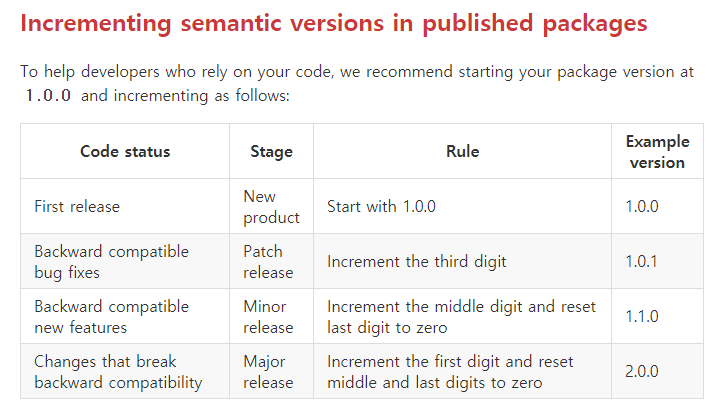 Incrementing semantic versions in published packages
To help developers who rely on your code, we recommend starting your package version at
1.0.0 and incrementing as follows:
Code status Stage Rule Example version
First release New product Start with 1.0.0 1.0.0
Backward compatible bug fixes Patch release Increment the third digit 1.0.1
Backward compatible new features Minor release Increment the middle digit and reset last digit to zero 1.1.0
Changes that break backward compatibility Major release Increment the first digit and reset middle and last digits to zero 2.0.0